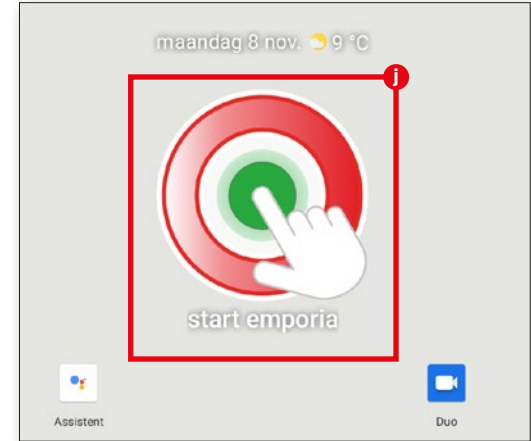 maandag 8 nov. 9 °C
j
start emporia
Assistent
Duo